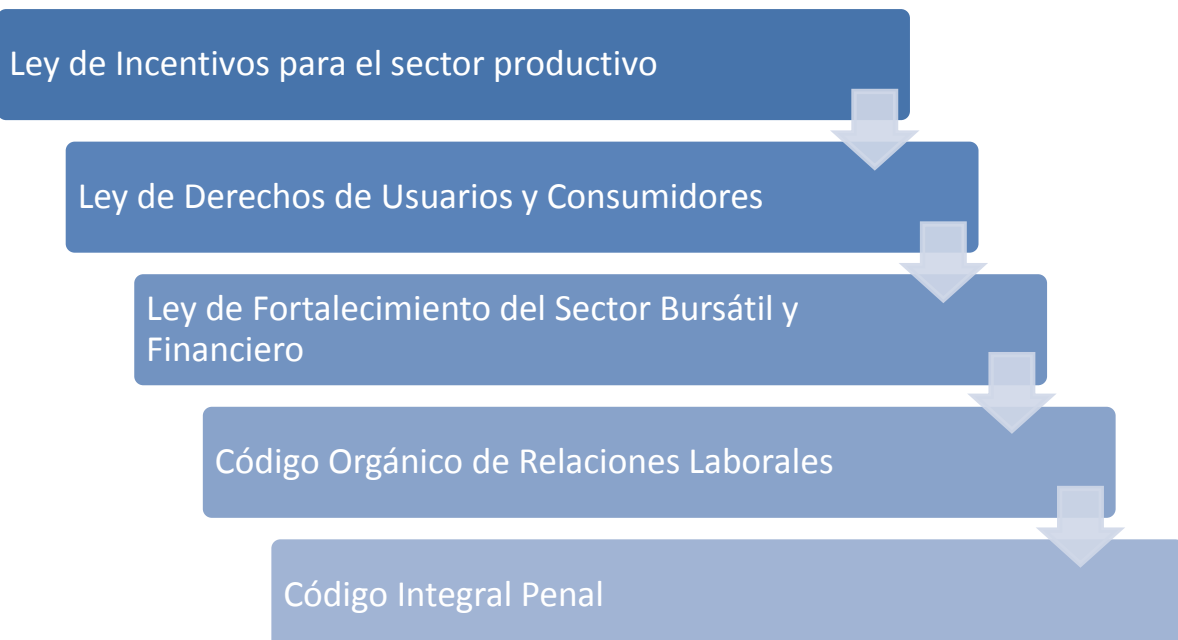 Ley de Incentivos para el sector productivo
Ley de Derechos de Usuarios y Consumidores
Ley de Fortalecimiento del Sector Bursátil y
Financiero
Código Orgánico de Relaciones Laborales
Código Integral Penal